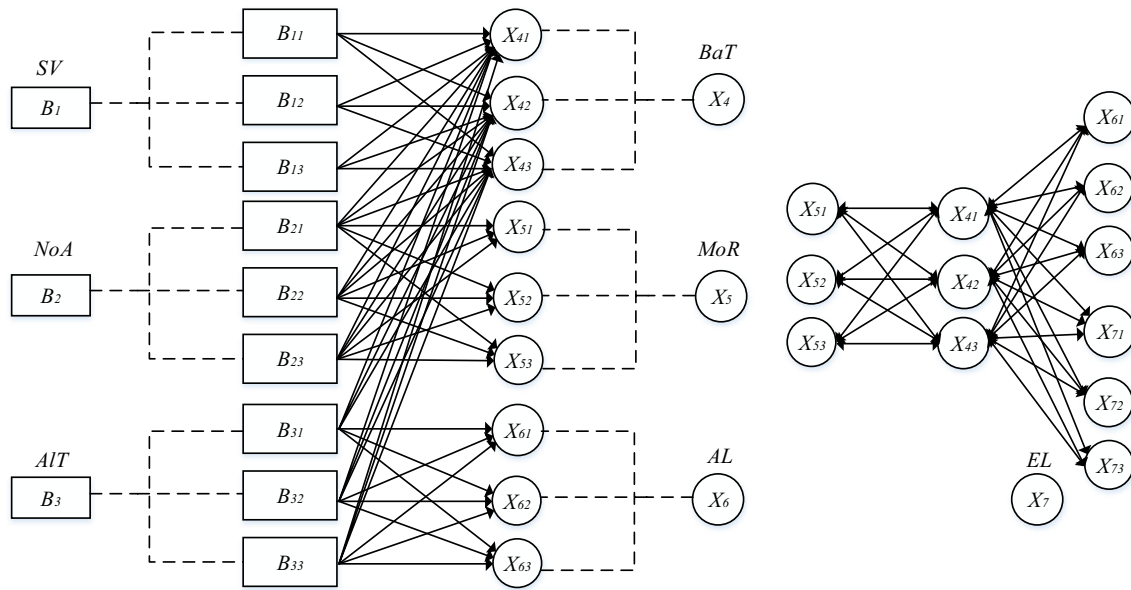 SV
B1
NoA
B2
AlT
B3
B11
B12
B13
B21
B22
B23
B31
B32
B33
X41
X42
X43
X51
X52
X53
X61
X62
X63
BaT
X4
MoR
X5
AL
X6
X51
X52
X53
X41
X42
X43
X61
X62
X63
X71
X72
X73
EL
X7